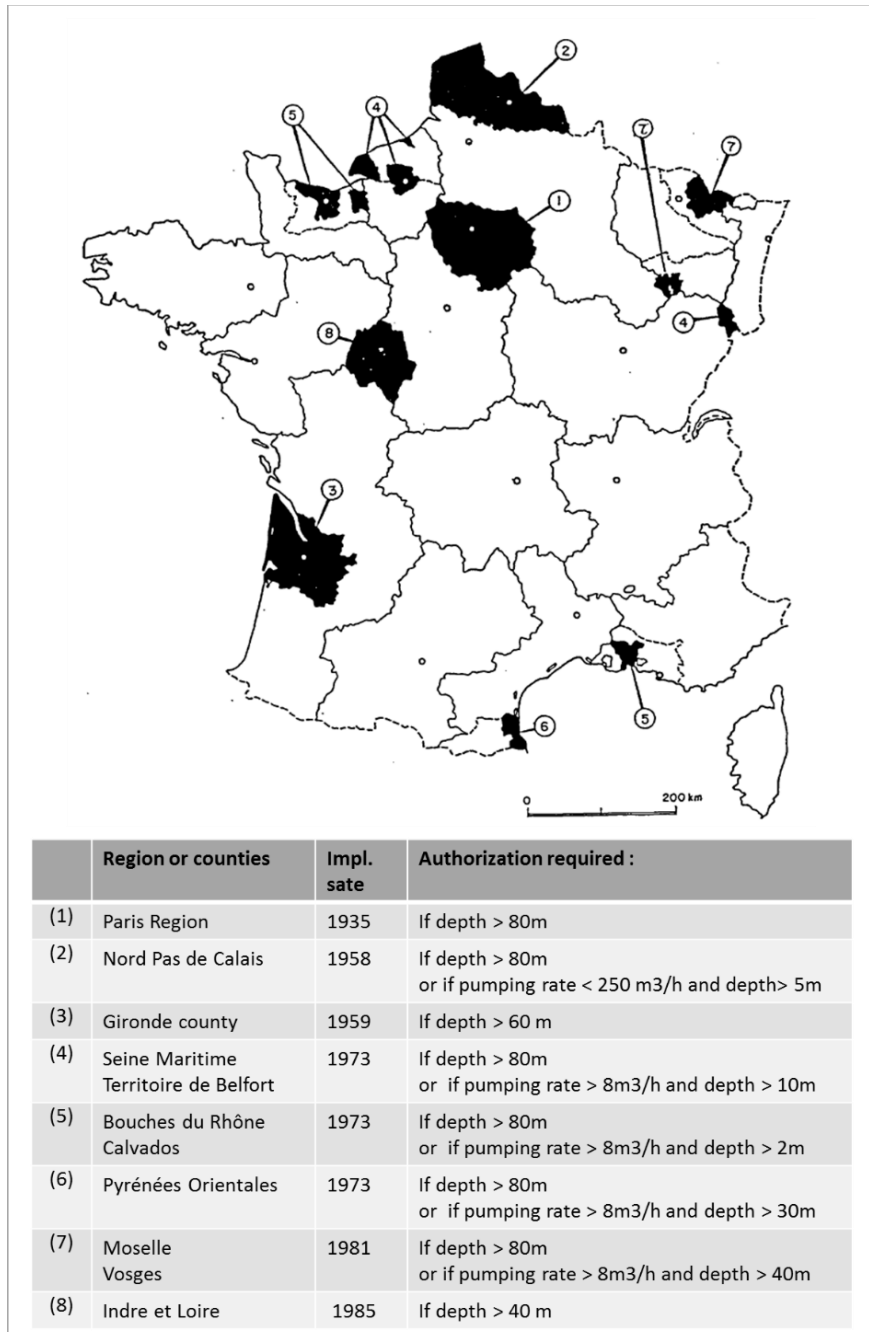 2
5
4
7
7
1
4
8
3
5
6
0
200 km
Region or counties
Impl. sate
Authorization required :
(1)
Paris Region
1935
If depth > 80m
(2)
Nord Pas de Calais
1958
If depth > 80m
or if pumping rate < 250 m3/h and depth> 5m
(3)
Gironde county
1959
If depth > 60 m
(4)
Seine Maritime
Territoire de Belfort
1973
If depth > 80m
or if pumping rate > 8m3/h and depth > 10m
(5)
Bouches du Rhône
Calvados
1973
If depth > 80m
or if pumping rate > 8m3/h and depth > 2m
(6)
Pyrénées Orientales
1973
If depth > 80m
or if pumping rate > 8m3/h and depth > 30m
(7)
Moselle
Vosges
1981
If depth > 80m
or if pumping rate > 8m3/h and depth > 40m
(8)
Indre et Loire
1985
If depth > 40 m